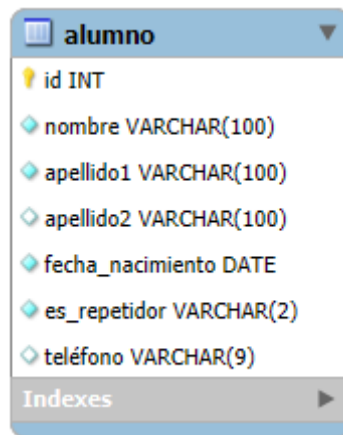 alumno
id INT
nombre VARCHAR(100)
apellido1 VARCHAR(100)
apellido2 VARCHAR(100)
fecha_nacimiento DATE
es_repetidor VARCHAR(2)
teléfono VARCHAR(9)
Indexes